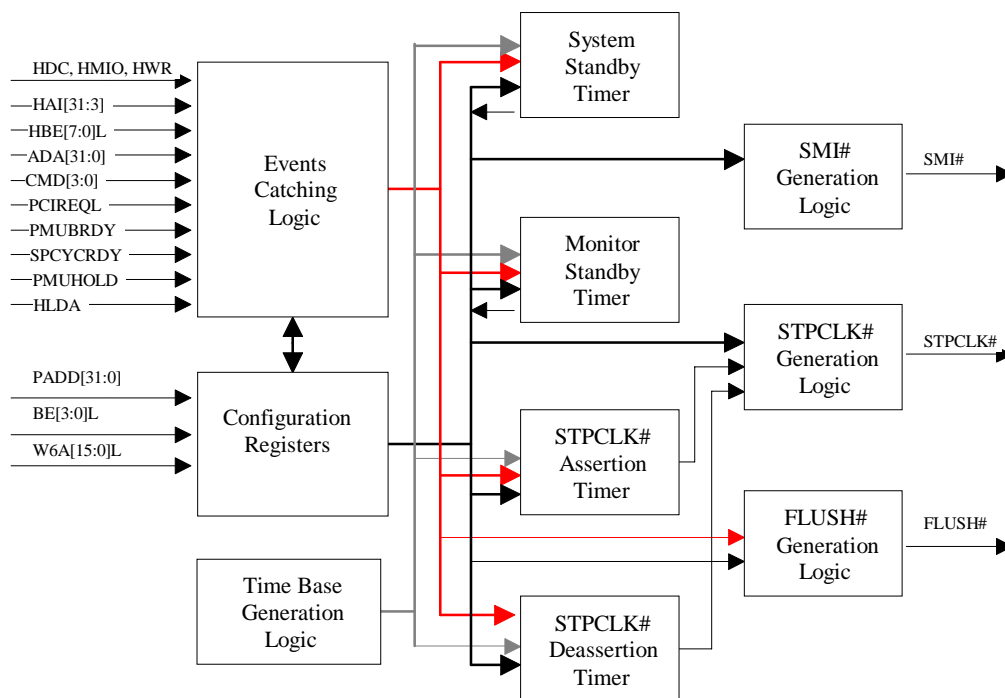 HDC, HMIO, HWR
HAI[31:3]
HBE[7:0]L
ADA[31:0]
CMD[3:0]
PCIREQL
PMUBRDY
SPCYCRDY
PMUHOLD
HLDA
PADD[31:0]
BE[3:0]L
W6A[15:0]L
Events
Catching
Logic
Configuration
Registers
Time Base
Generation
Logic
System
Standby
Timer
Monitor
Standby
Timer
STPCLK#
Assertion
Timer
STPCLK#
Deassertion
Timer
SMI#
Generation
Logic
SMI#
STPCLK#
Generation
Logic
STPCLK#
FLUSH#
Generation
Logic
FLUSH#